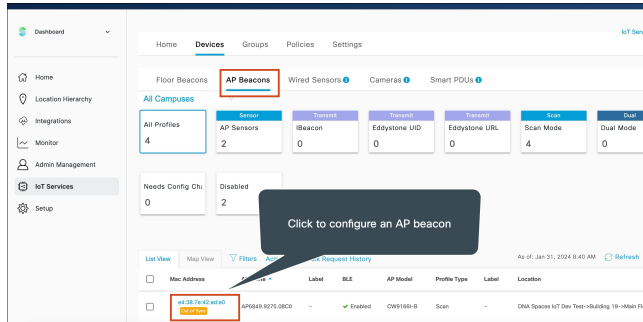 IoT Serv
Dashboard
Home Devices Groups Policies Settings
Home
Location Hierarchy
Integrations
Monitor
Admin Management
IoT Services
Setup
Floor Beacons AP Beacons Wired Sensors Cameras Smart PDUs
All Campuses
All Profiles
4
Sensor
AP Sensors
2
Transmit
IBeacon
0
Transmit
Eddystone UID
0
Transmit
Eddystone URL
0
Scan
Scan Mode
4
Dual
Dual Mode
0
Needs Config Cha
0
Disabled
2
Click to configure an AP beacon
List View Map View Filters Request History
As of: Jan 31, 2024 8:40 AM Refresh
Mac Address Label BLE AP Model Profile Type Label Location
e4:38:7e:42:ad:e0
Out of Sync
AP6849.9275.08C0 - Enabled CW9166I-B Scan - DNA Spaces IoT Dev Test->Building 19->Main Fl